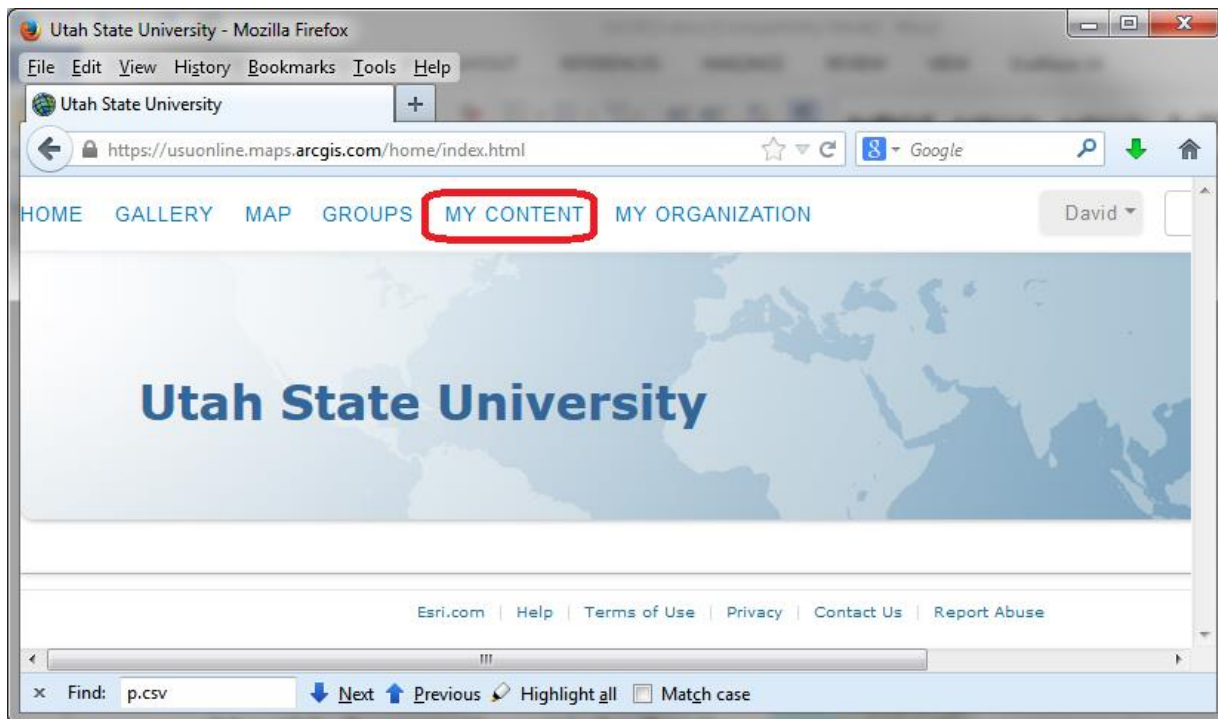 Utah State University - Mozilla Firefox
File Edit View History Bookmarks Tools Help
Utah State University +
https://usuonline.maps.arcgis.com/home/index.html 8 Google
HOME GALLERY MAP GROUPS MY CONTENT MY ORGANIZATION David
Utah State University
Esri.com | Help | Terms of Use | Privacy | Contact Us | Report Abuse
× Find: p.csv Next Previous Highlight all Match case